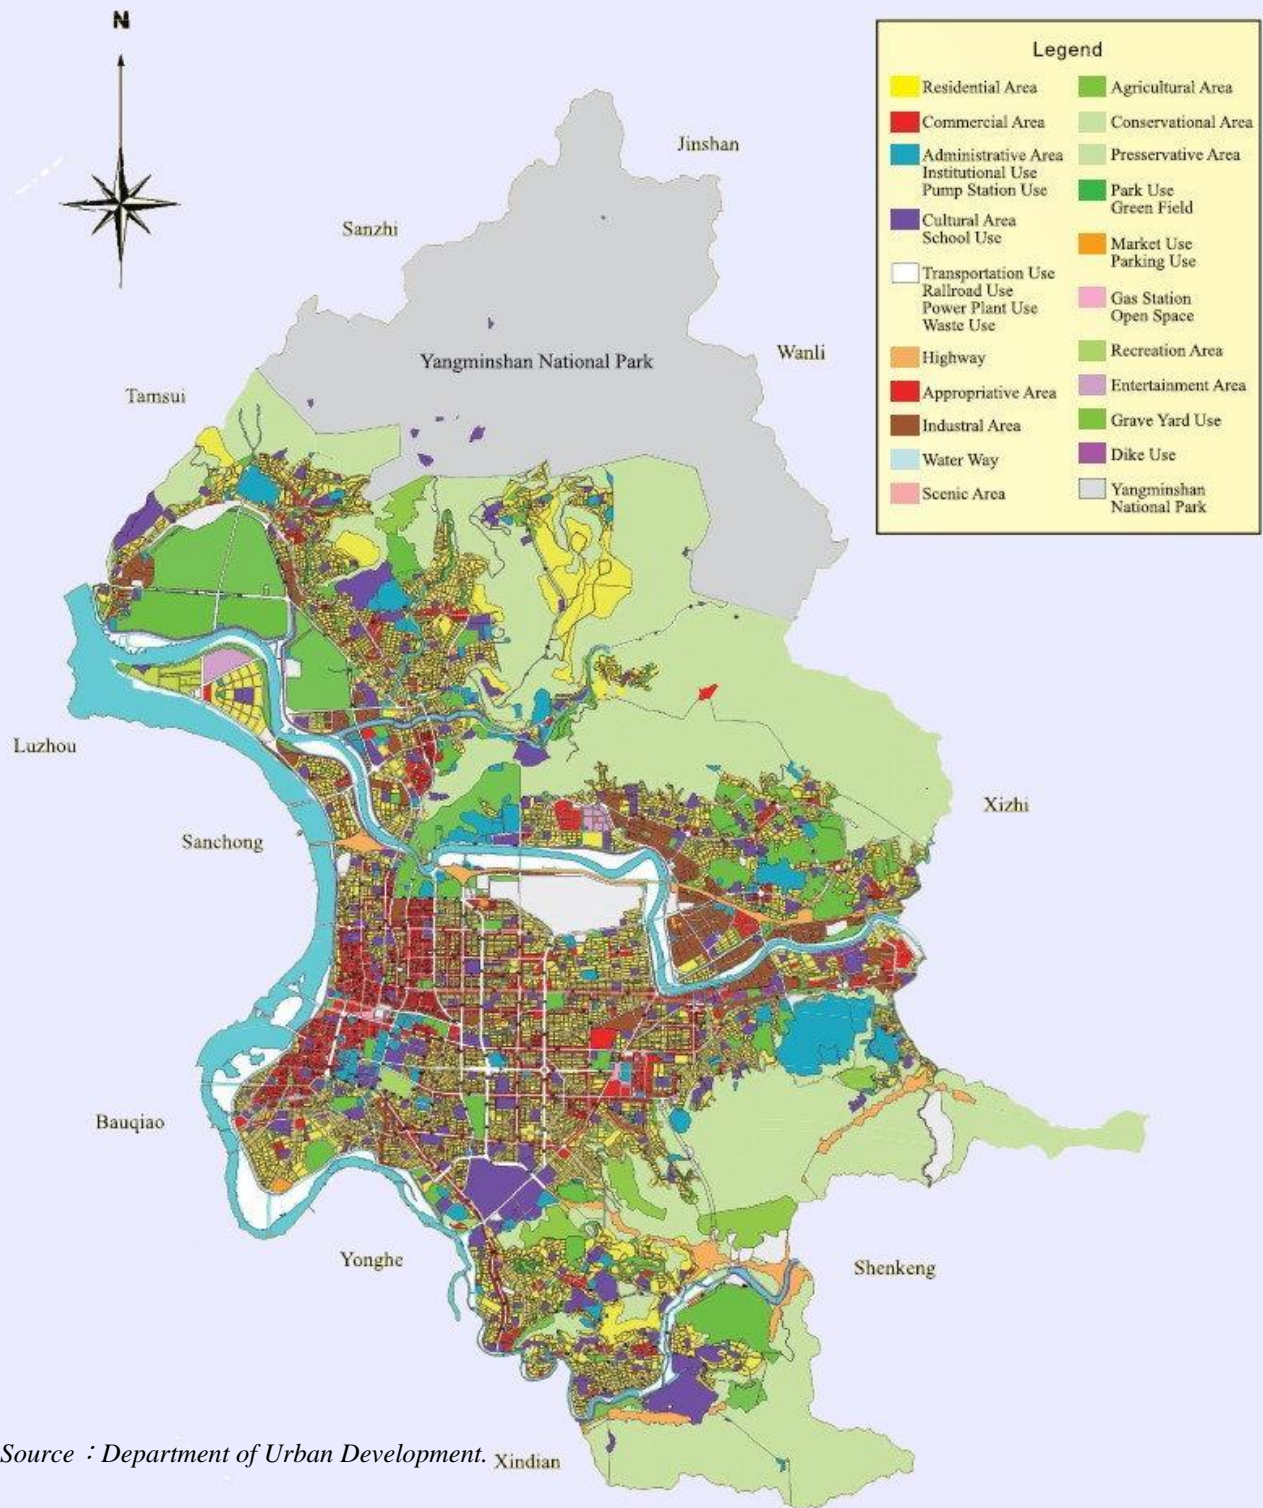 N
Legend
Residential Area
Commercial Area
Administrative Area
Institutional Use
Pump Station Use
Cultural Area
School Use
Transportation Use
Rallroad Use
Power Plant Use
Waste Use
Highway
Appropriative Area
Industral Area
Water Way
Scenic Area
Agricultural Area
Conservational Area
Preservative Area
Park Use
Green Field
Market Use
Parking Use
Gas Station
Open Space
Recreation Area
Entertainment Area
Grave Yard Use
Dike Use
Yangminshan
National Park
Jinshan
Sanzhi
Wanli
Yangminshan National Park
Tamsui
Luzhou
Xizhi
Sanchong
Bauqiao
Yonghe
Shenkeng
Source：Department of Urban Development.
Xindian